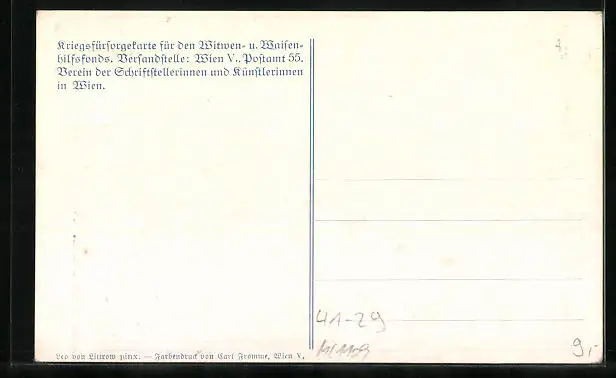 Kriegsfürsorgekarte für den Witwen- u. Waisen-
hilfsfonds. Versandstelle: Wien V., Postamt 55.
Verein der Schriftstellerinnen und Künstlerinnen
in Wien.
Leo von Littrow pinx. — Farbendruck von Carl Fromme, Wien V.
41-29
9,-